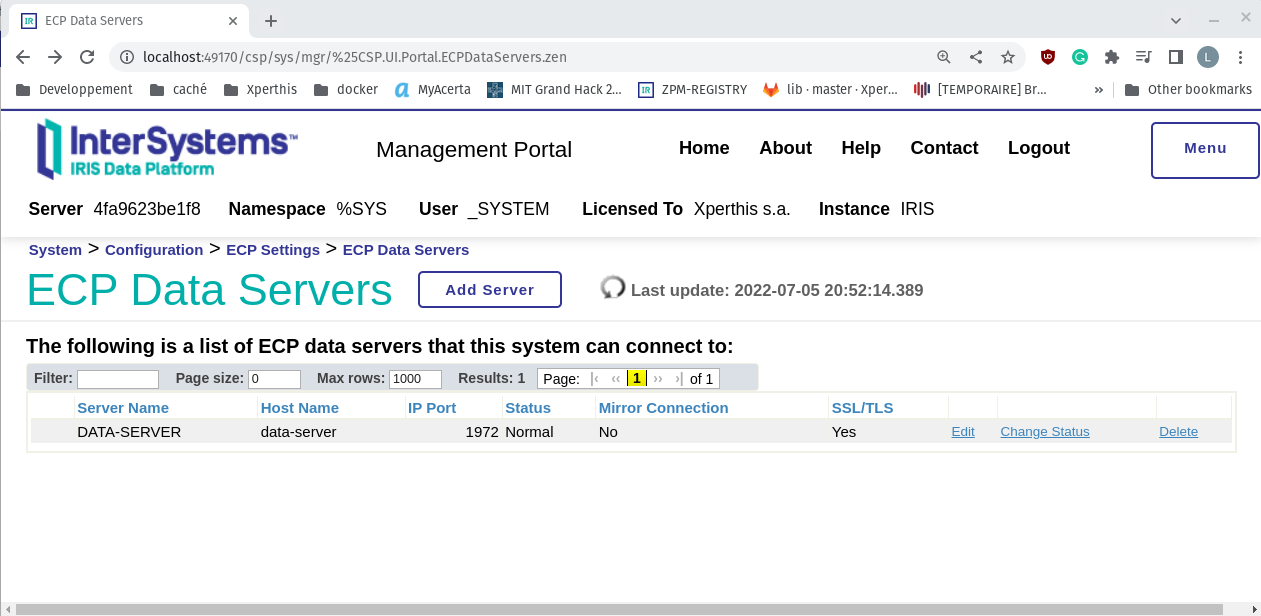 ECP Data Servers
localhost:49170/csp/sys/mgr/%25CSP.UI.Portal.ECPDataServers.zen
L
Developpement caché Xperthis docker MyAcerta MIT Grand Hack 2... ZPM-REGISTRY lib · master · Xper... [TEMPORAIRE] Br... » Other bookmarks
InterSystems™
IRIS Data Platform
Management Portal
Home About Help Contact Logout
Menu
Server 4fa9623be1f8 Namespace %SYS User _SYSTEM Licensed To Xperthis s.a. Instance IRIS
System > Configuration > ECP Settings > ECP Data Servers
ECP Data Servers Add Server Last update: 2022-07-05 20:52:14.389
The following is a list of ECP data servers that this system can connect to:
Filter: Page size: 0 Max rows: 1000 Results: 1 Page: |‹ ‹‹ 1 ›› ›| of 1
Server Name Host Name IP Port Status Mirror Connection SSL/TLS
DATA-SERVER data-server 1972 Normal No Yes Edit Change Status Delete